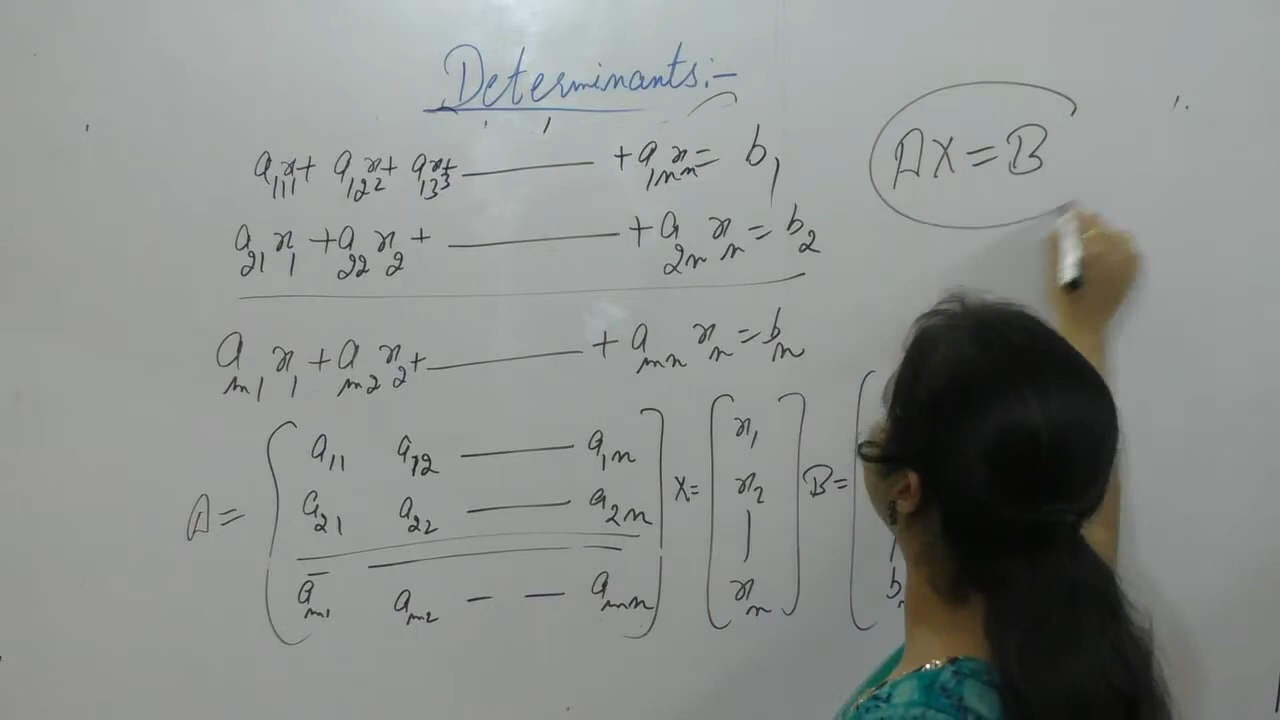 Determinants:-
a₁₁x₁ + a₁₂x₂ + a₁₃x₃ + ——— + a₁ₙxₙ = b₁
AX = B
a₂₁x₁ + a₂₂x₂ + ——— + a₂ₙxₙ = b₂
aₘ₁x₁ + aₘ₂x₂ + ——— + aₘₙxₙ = bₙ
A = [ a₁₁ a₁₂ ——— a₁ₙ ] X = [ x₁ ] B = [
a₂₁ a₂₂ ——— a₂ₙ x₂
aₘ₁ aₘ₂ - — aₘₙ xₙ